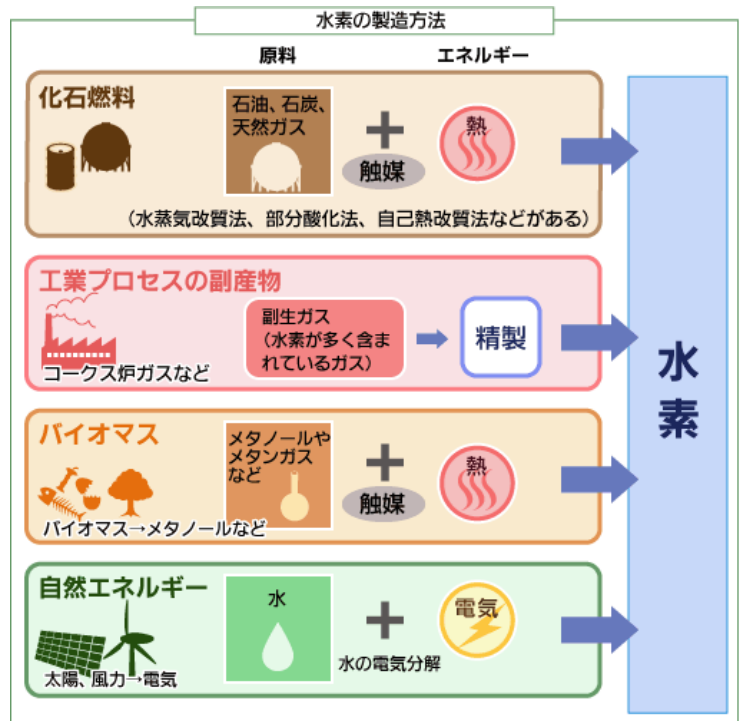 水素の製造方法
原料
エネルギー
化石燃料
石油、石炭、
天然ガス
触媒
熱
(水蒸気改質法、部分酸化法、自己熱改質法などがある)
工業プロセスの副産物
コークス炉ガスなど
副生ガス
(水素が多く含ま
れているガス)
精製
バイオマス
バイオマス→メタノールなど
メタノールや
メタンガス
など
触媒
熱
自然エネルギー
太陽、風力→電気
水
水の電気分解
電気
水
素